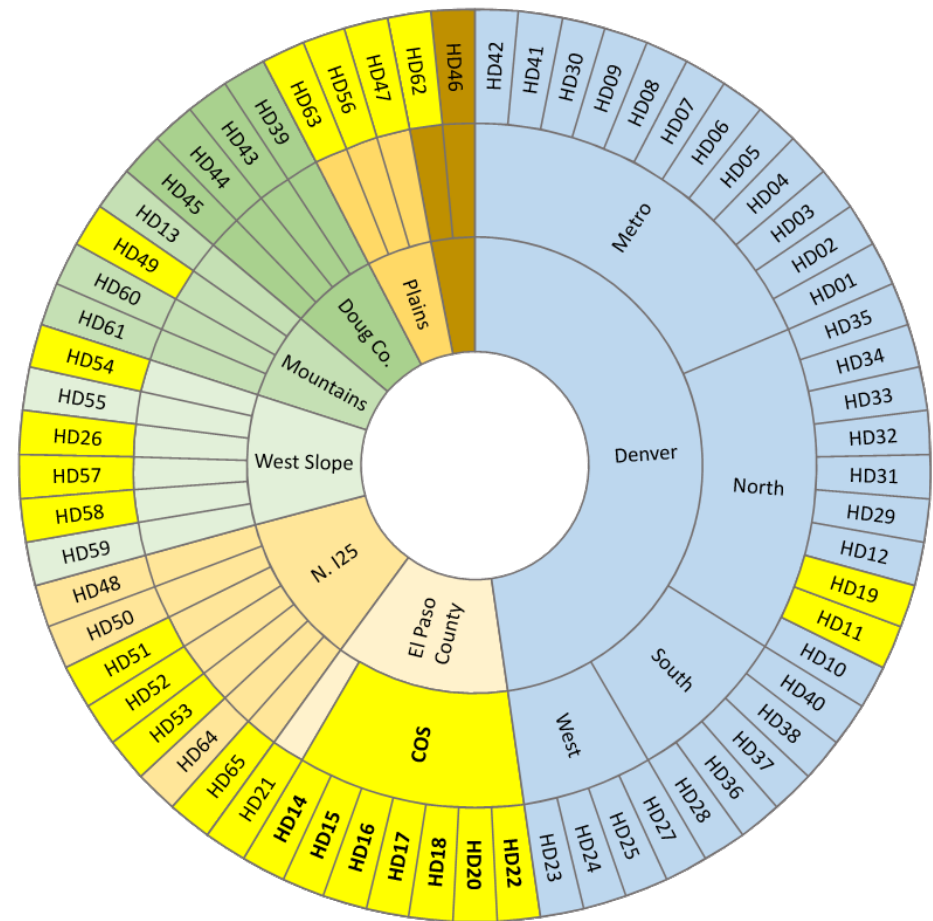 HD42
HD41
HD30
HD09
HD08
HD07
HD06
HD05
HD04
HD03
HD02
HD01
HD35
HD34
HD33
HD32
HD31
HD29
HD12
HD19
HD11
HD10
HD40
HD38
HD37
HD36
HD28
HD27
HD25
HD24
HD23
HD22
HD20
HD18
HD17
HD16
HD15
HD14
HD21
HD65
HD64
HD53
HD52
HD51
HD50
HD48
HD59
HD58
HD57
HD26
HD55
HD54
HD61
HD60
HD49
HD13
HD45
HD44
HD43
HD39
HD63
HD56
HD47
HD62
HD46
Metro
North
South
West
COS
Denver
El Paso
County
N. I25
West Slope
Mountains
Doug Co.
Plains